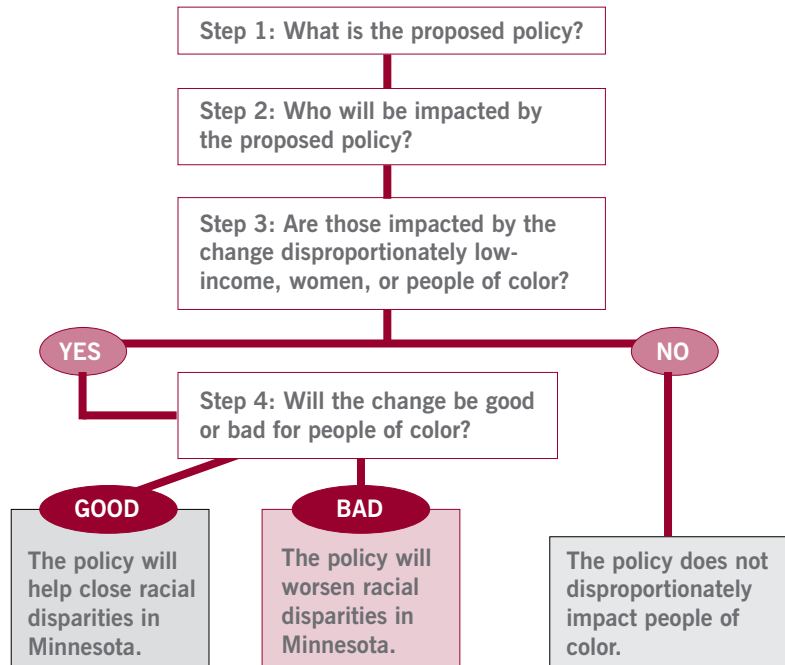 Step 1: What is the proposed policy?
Step 2: Who will be impacted by
the proposed policy?
Step 3: Are those impacted by the
change disproportionately low-
income, women, or people of color?
YES
NO
Step 4: Will the change be good
or bad for people of color?
GOOD
The policy will
help close racial
disparities in
Minnesota.
BAD
The policy will
worsen racial
disparities in
Minnesota.
The policy does not
disproportionately
impact people of
color.